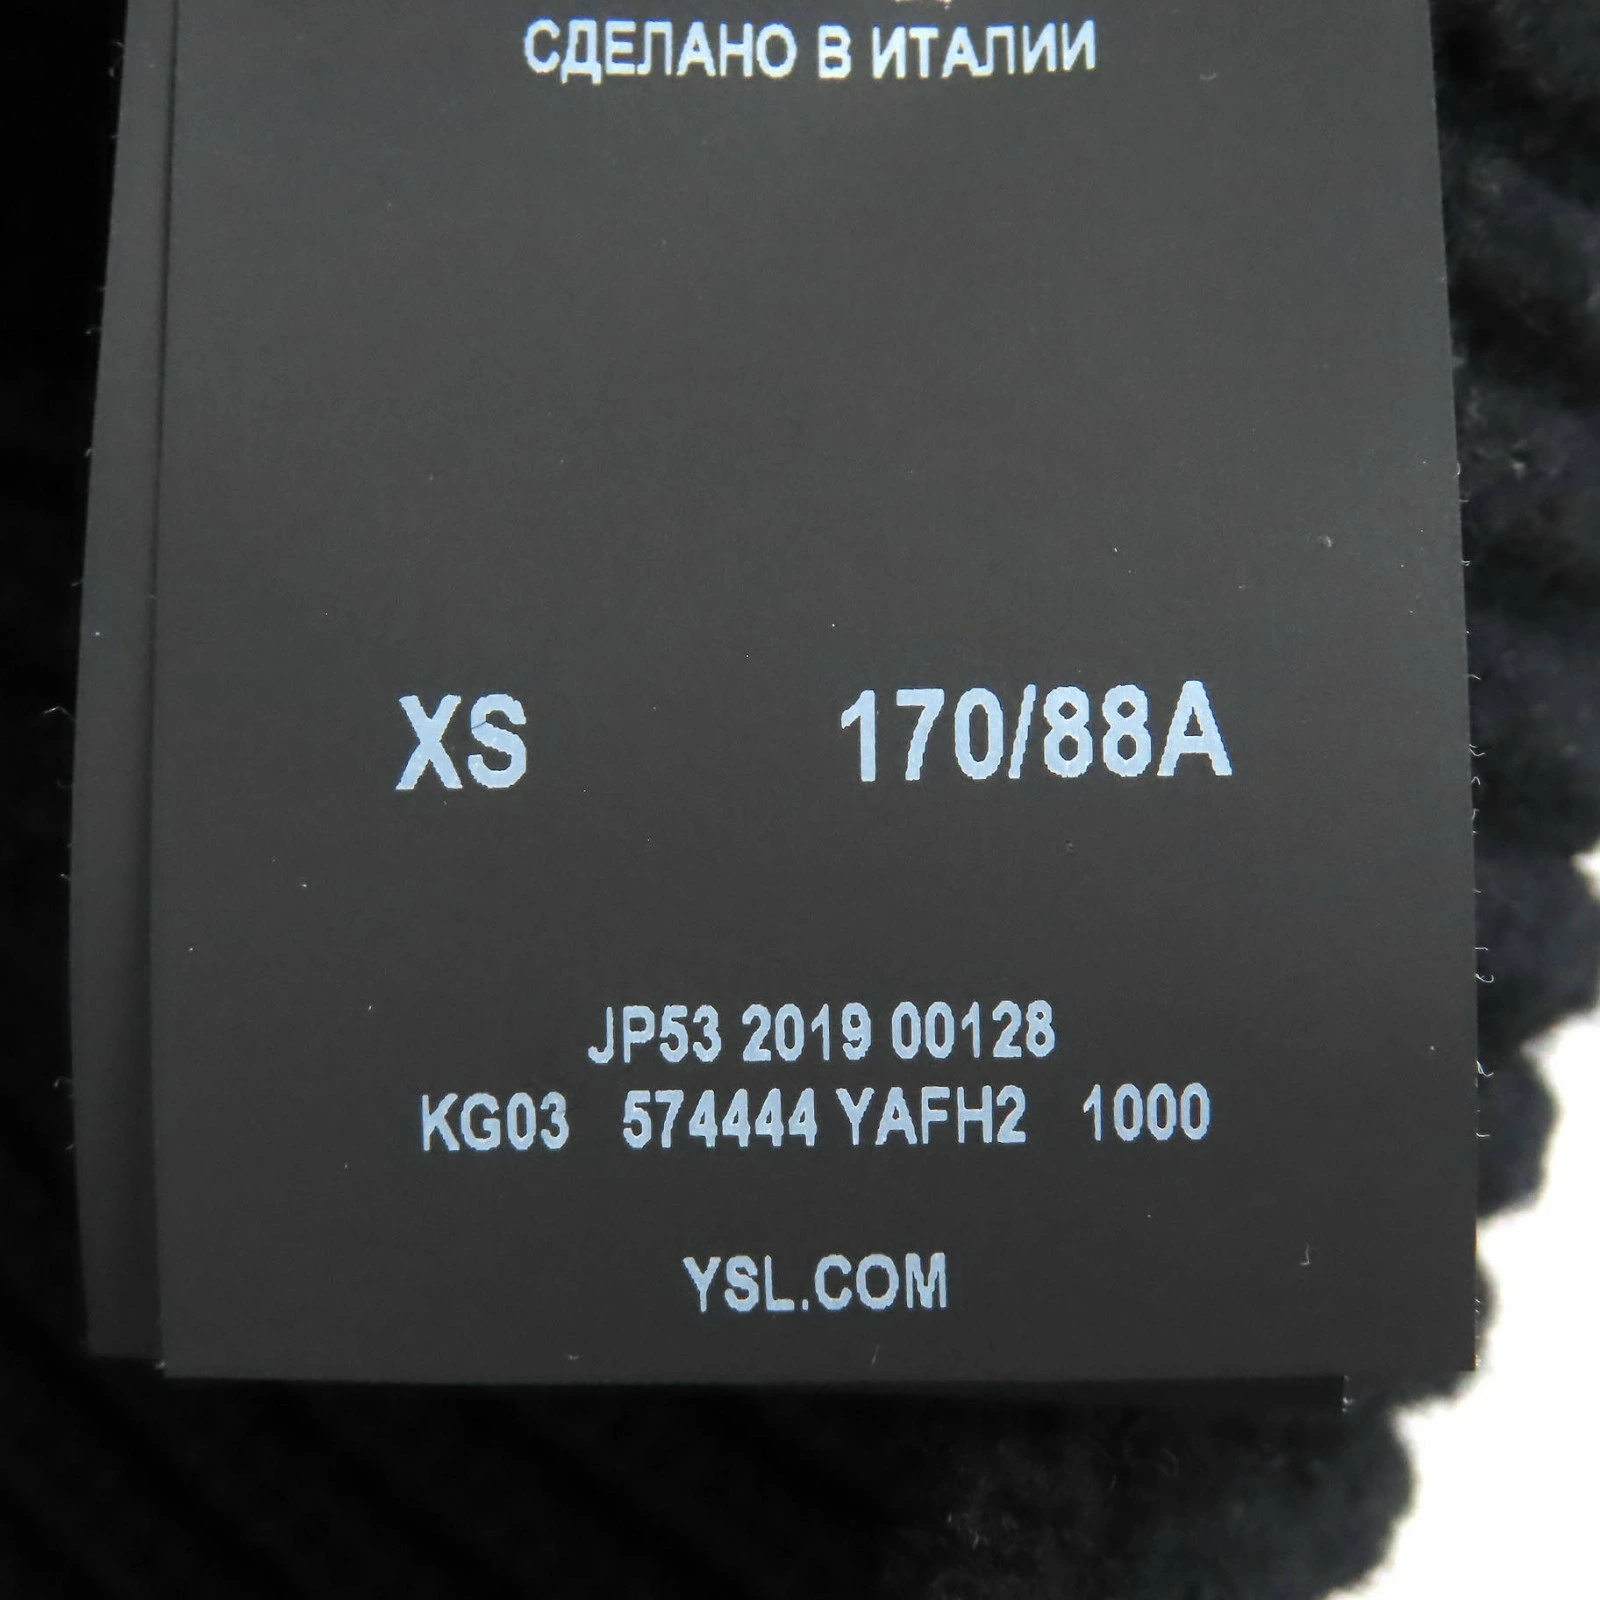 СДЕЛАНО В ИТАЛИИ
XS 170/88A
JP53 2019 00128
KG03 574444 YAFH2 1000
YSL.COM